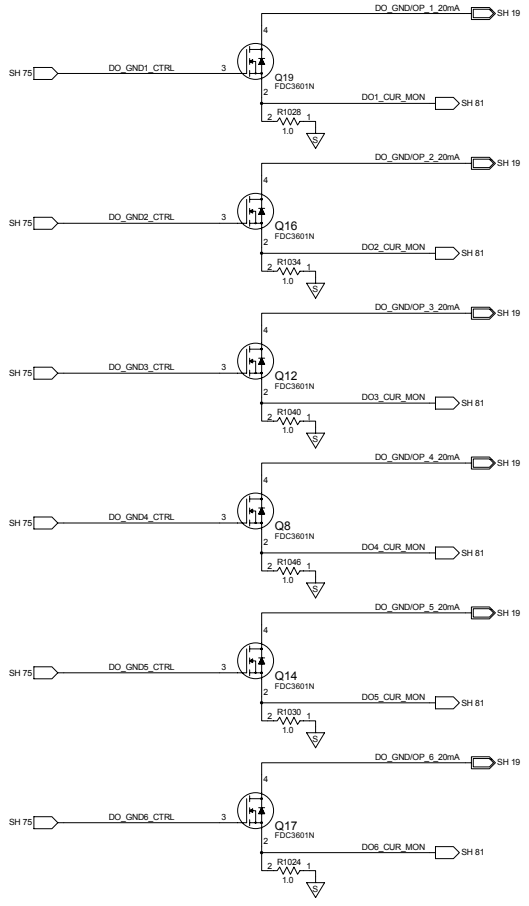 DO_GND/OP_1_20mA SH 19
4
SH 75 DO_GND1_CTRL 3
Q19
FDC3601N
2
DO1_CUR_MON SH 81
R1028
2 1
1.0
S
DO_GND/OP_2_20mA SH 19
4
SH 75 DO_GND2_CTRL 3
Q16
FDC3601N
2
DO2_CUR_MON SH 81
R1034
2 1
1.0
S
DO_GND/OP_3_20mA SH 19
4
SH 75 DO_GND3_CTRL 3
Q12
FDC3601N
2
DO3_CUR_MON SH 81
R1040
2 1
1.0
S
DO_GND/OP_4_20mA SH 19
4
SH 75 DO_GND4_CTRL 3
Q8
FDC3601N
2
DO4_CUR_MON SH 81
R1046
2 1
1.0
S
DO_GND/OP_5_20mA SH 19
4
SH 75 DO_GND5_CTRL 3
Q14
FDC3601N
2
DO5_CUR_MON SH 81
R1030
2 1
1.0
S
DO_GND/OP_6_20mA SH 19
4
SH 75 DO_GND6_CTRL 3
Q17
FDC3601N
2
DO6_CUR_MON SH 81
R1024
2 1
1.0
S